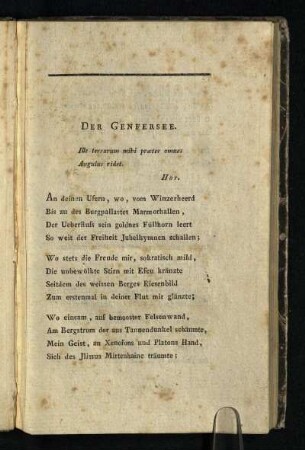 DER GENFERSEE.
Ille terrarum mihi praeter omnes
Angulus ridet.
HOR.
An deinen Ufern, wo, vom Winzerheerd
Bis zu des Burgpallastes Marmorhallen,
Der Ueberfluſs sein goldnes Füllhorn leert
So weit der Freiheit Jubelhymnen schallen;
Wo stets die Freude mir, sokratisch mild,
Die unbewölkte Stirn mit Efeu kränzte
Seitdem des weissen Berges Riesenbild
Zum erstenmal in deiner Flut mir glänzte;
Wo einsam, auf bemooster Felsenwand,
Am Bergstrom der aus Tannendunkel schäumte,
Mein Geist, an Xenofons und Platons Hand,
Sich des Jlissus Mirtenhaine träumte: